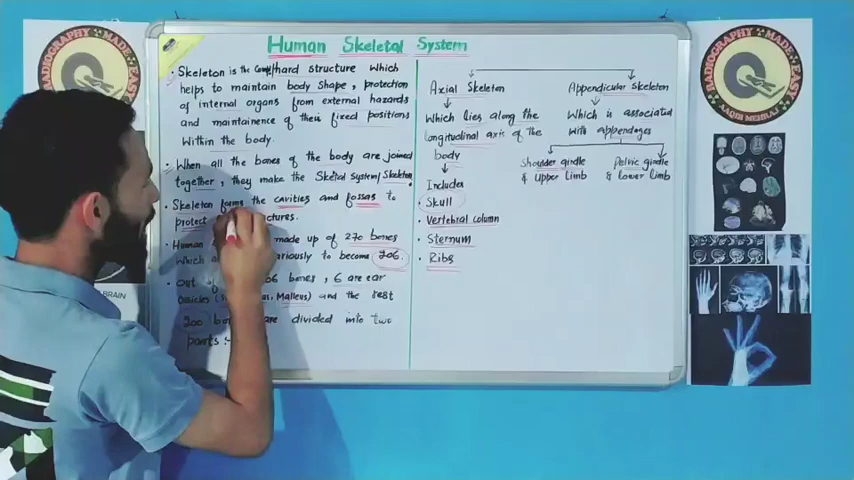 Human Skeletal System
Skeleton is the hard structure which
helps to maintain body shape, protection
of internal organs from external hazards
and maintainence of their fixed positions
Within the body.
When all the bones of the body are joined
together, they make the Skeletal system/Skeleton.
Skeleton forms the cavities and fossas to
protect
Human made up of 270 bones
Which to become 206.
Out of 206 bones, 6 are ear
Ossicles Malleus) and the rest
200 are divided into two
parts:-
Axial Skeleton
Which lies along the
longitudinal axis of the
body
Includes
Skull
Vertebral column
Sternum
Ribs
Appendicular Skeleton
Which is associated
with appendages
Shoulder girdle
& upper limb
Pelvic girdle
& lower limb
RADIOGRAPHY MADE EASY
AAQIB MEHRAJ
RADIOGRAPHY MADE EASY
BRAIN